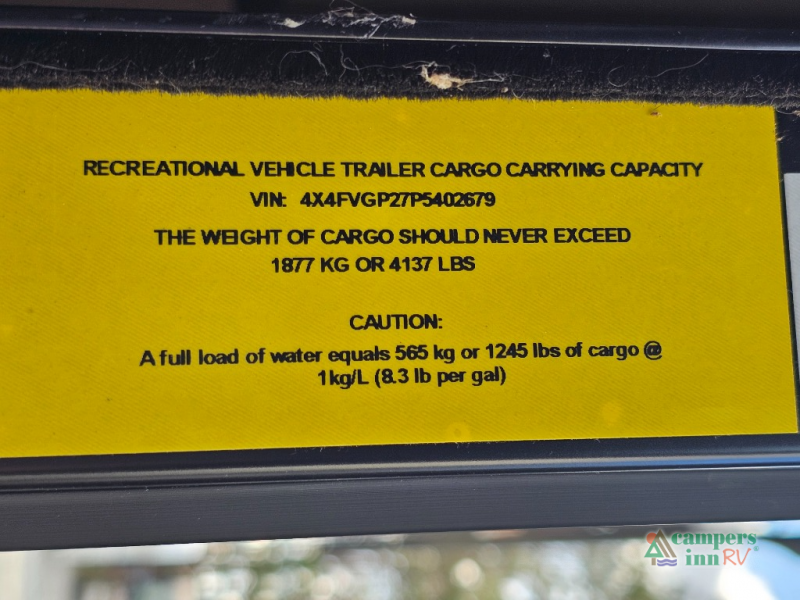 RECREATIONAL VEHICLE TRAILER CARGO CARRYING CAPACITY
VIN: 4X4FVGP27P5402679
THE WEIGHT OF CARGO SHOULD NEVER EXCEED
1877 KG OR 4137 LBS
CAUTION:
A full load of water equals 565 kg or 1245 lbs of cargo @
1kg/L (8.3 lb per gal)
campers
inn RV